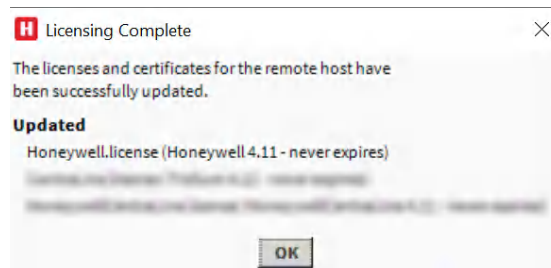 H Licensing Complete
The licenses and certificates for the remote host have
been successfully updated.
Updated
Honeywell.license (Honeywell 4.11 - never expires)
OK